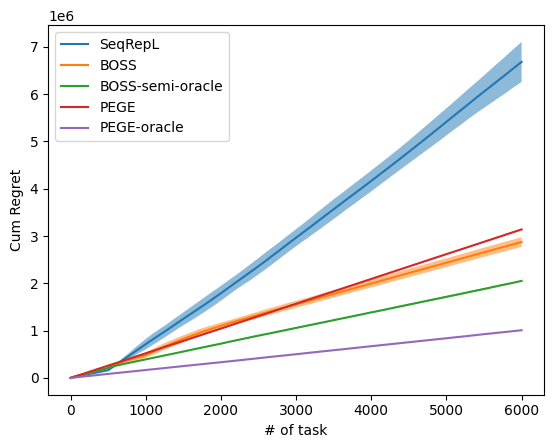 1e6
7
6
5
4
3
2
1
0
Cum Regret
SeqRepL
BOSS
BOSS-semi-oracle
PEGE
PEGE-oracle
0 1000 2000 3000 4000 5000 6000
# of task